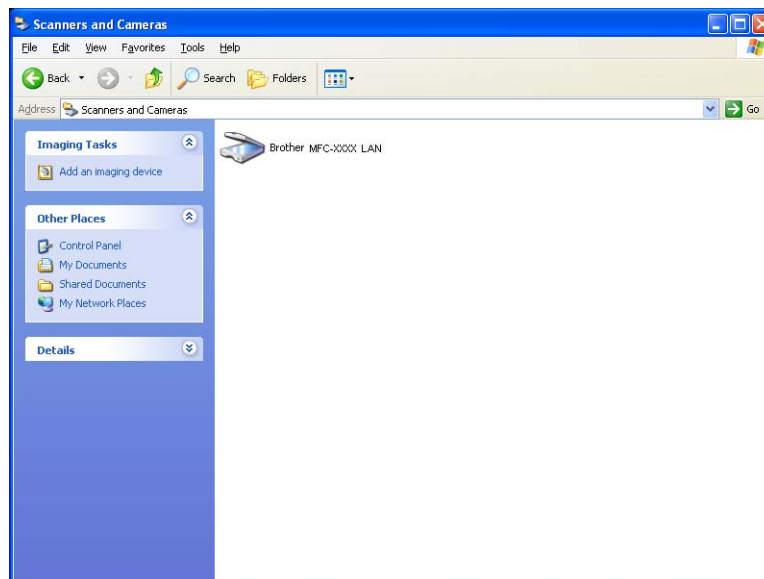 Scanners and Cameras
File Edit View Favorites Tools Help
Back Search Folders
Address Scanners and Cameras Go
Imaging Tasks
Add an imaging device
Other Places
Control Panel
My Documents
Shared Documents
My Network Places
Details
Brother MFC-XXXX LAN